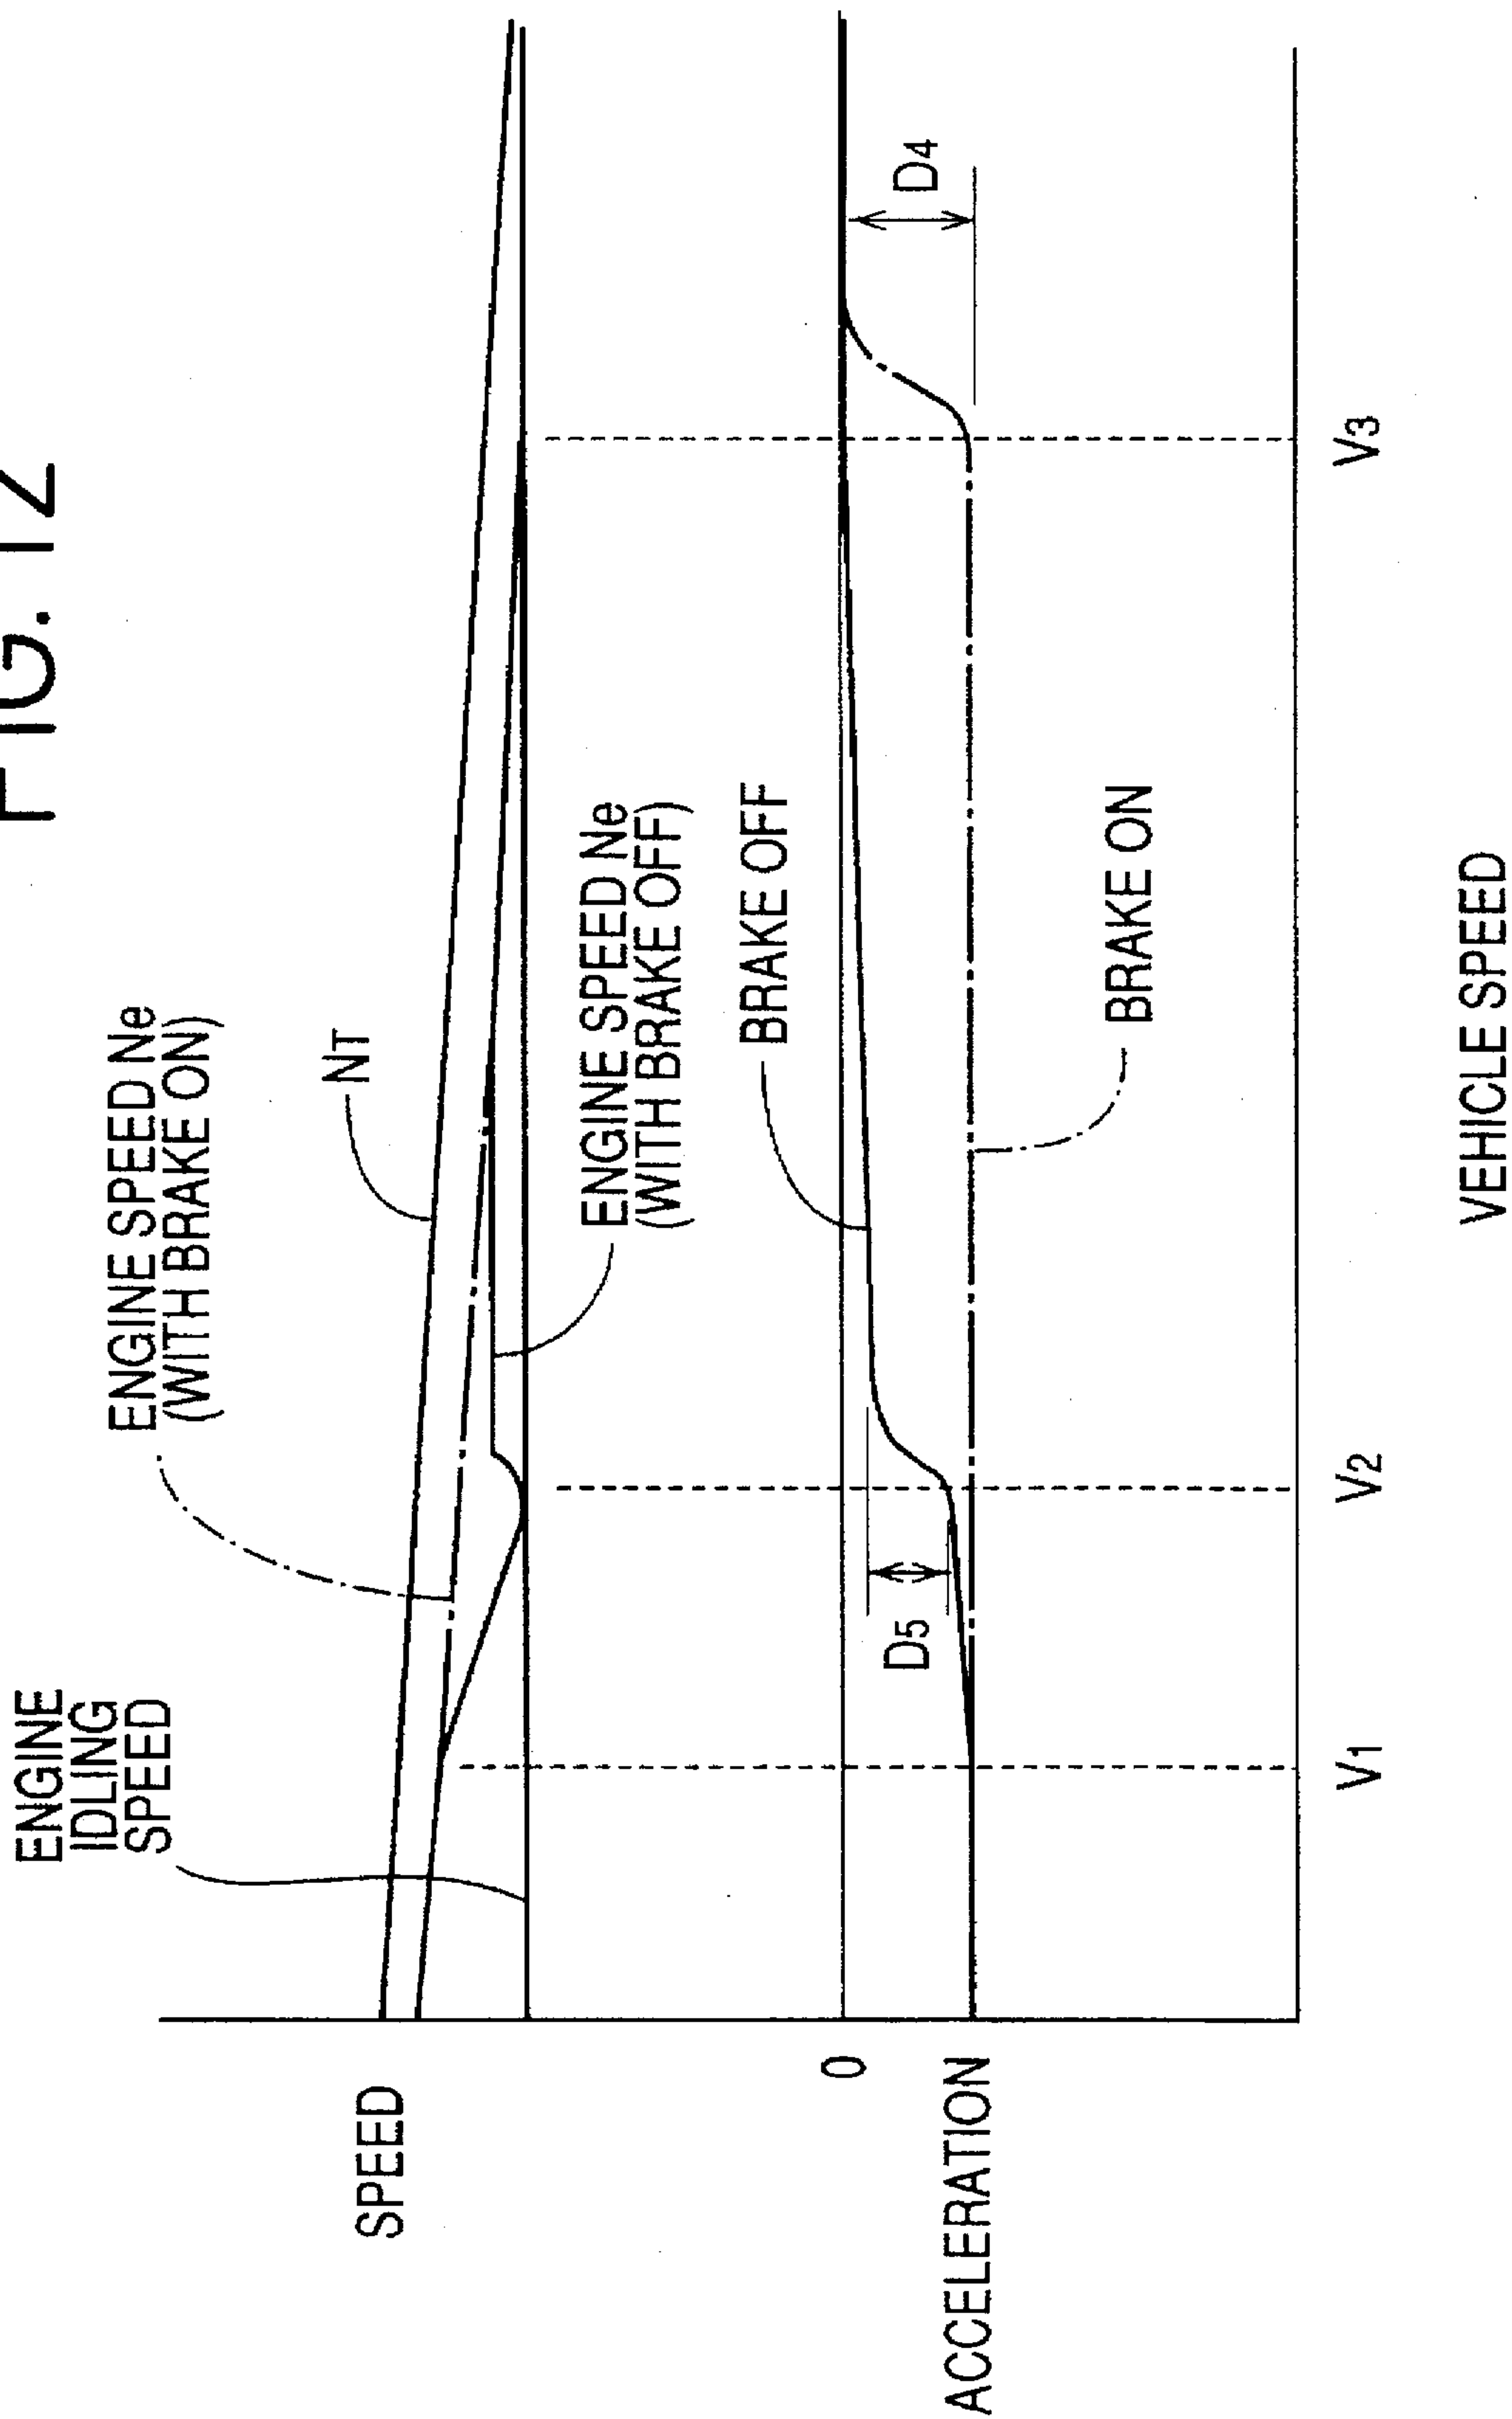 FIG. 12
ENGINE
IDLING
SPEED
ENGINE SPEED Ne
(WITH BRAKE ON)
NT
ENGINE SPEED Ne
(WITH BRAKE OFF)
SPEED
BRAKE OFF
0
D5
D4
ACCELERATION
BRAKE ON
V1
V2
V3
VEHICLE SPEED